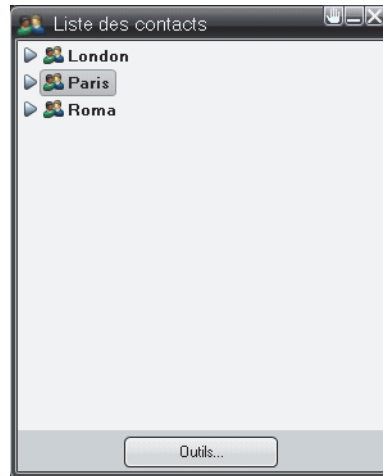 Liste des contacts
London
Paris
Roma
Outils...